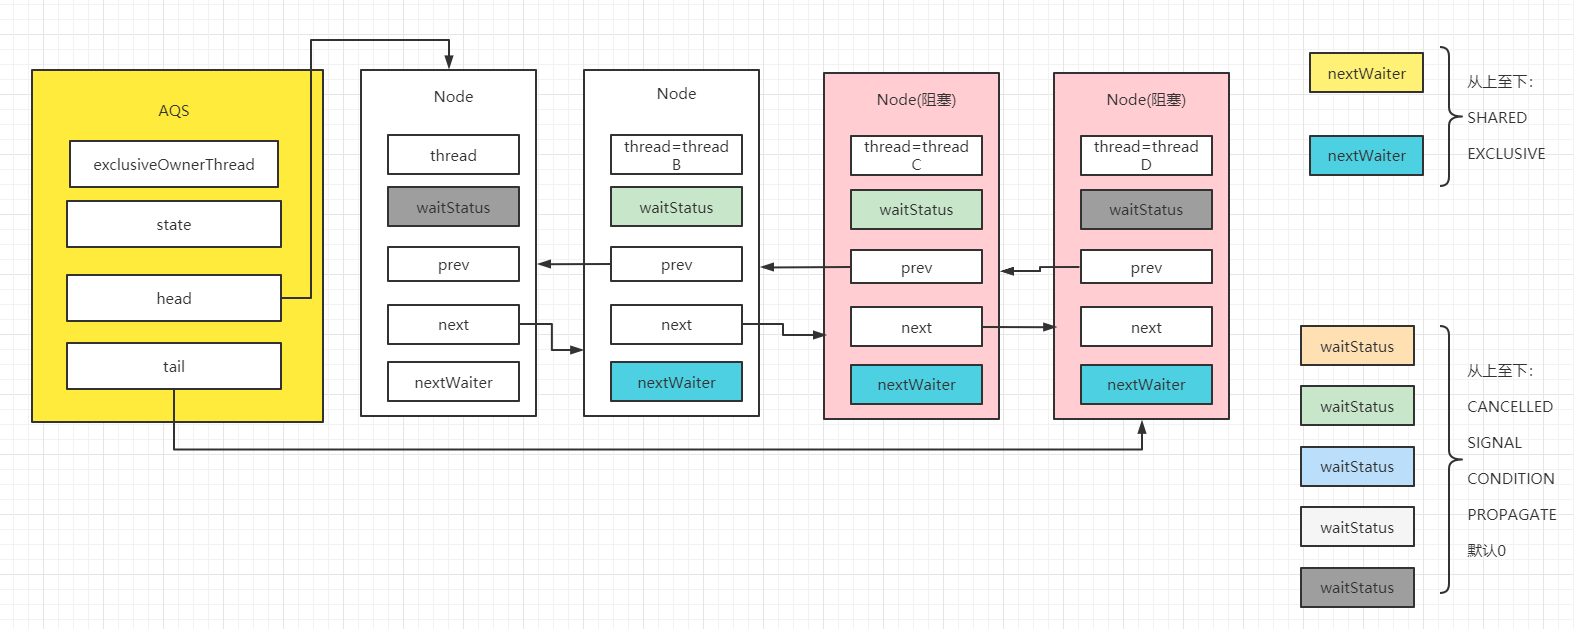 AQS
exclusiveOwnerThread
state
head
tail
Node
thread
waitStatus
prev
next
nextWaiter
Node
thread=thread
B
waitStatus
prev
next
nextWaiter
Node(阻塞)
thread=thread
C
waitStatus
prev
next
nextWaiter
Node(阻塞)
thread=thread
D
waitStatus
prev
next
nextWaiter
nextWaiter
nextWaiter
从上至下:
SHARED
EXCLUSIVE
waitStatus
waitStatus
waitStatus
waitStatus
waitStatus
从上至下:
CANCELLED
SIGNAL
CONDITION
PROPAGATE
默认0